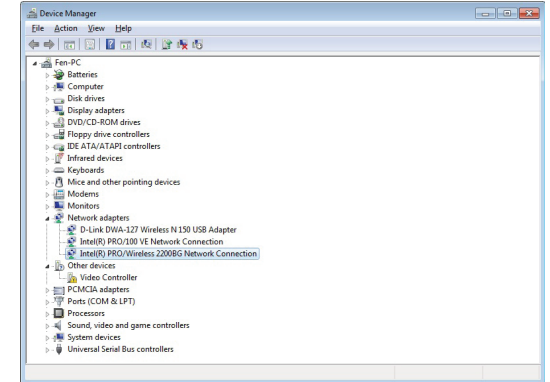 Device Manager
File Action View Help
Fen-PC
Batteries
Computer
Disk drives
Display adapters
DVD/CD-ROM drives
Floppy drive controllers
IDE ATA/ATAPI controllers
Infrared devices
Keyboards
Mice and other pointing devices
Modems
Monitors
Network adapters
D-Link DWA-127 Wireless N 150 USB Adapter
Intel(R) PRO/100 VE Network Connection
Intel(R) PRO/Wireless 2200BG Network Connection
Other devices
Video Controller
PCMCIA adapters
Ports (COM & LPT)
Processors
Sound, video and game controllers
System devices
Universal Serial Bus controllers